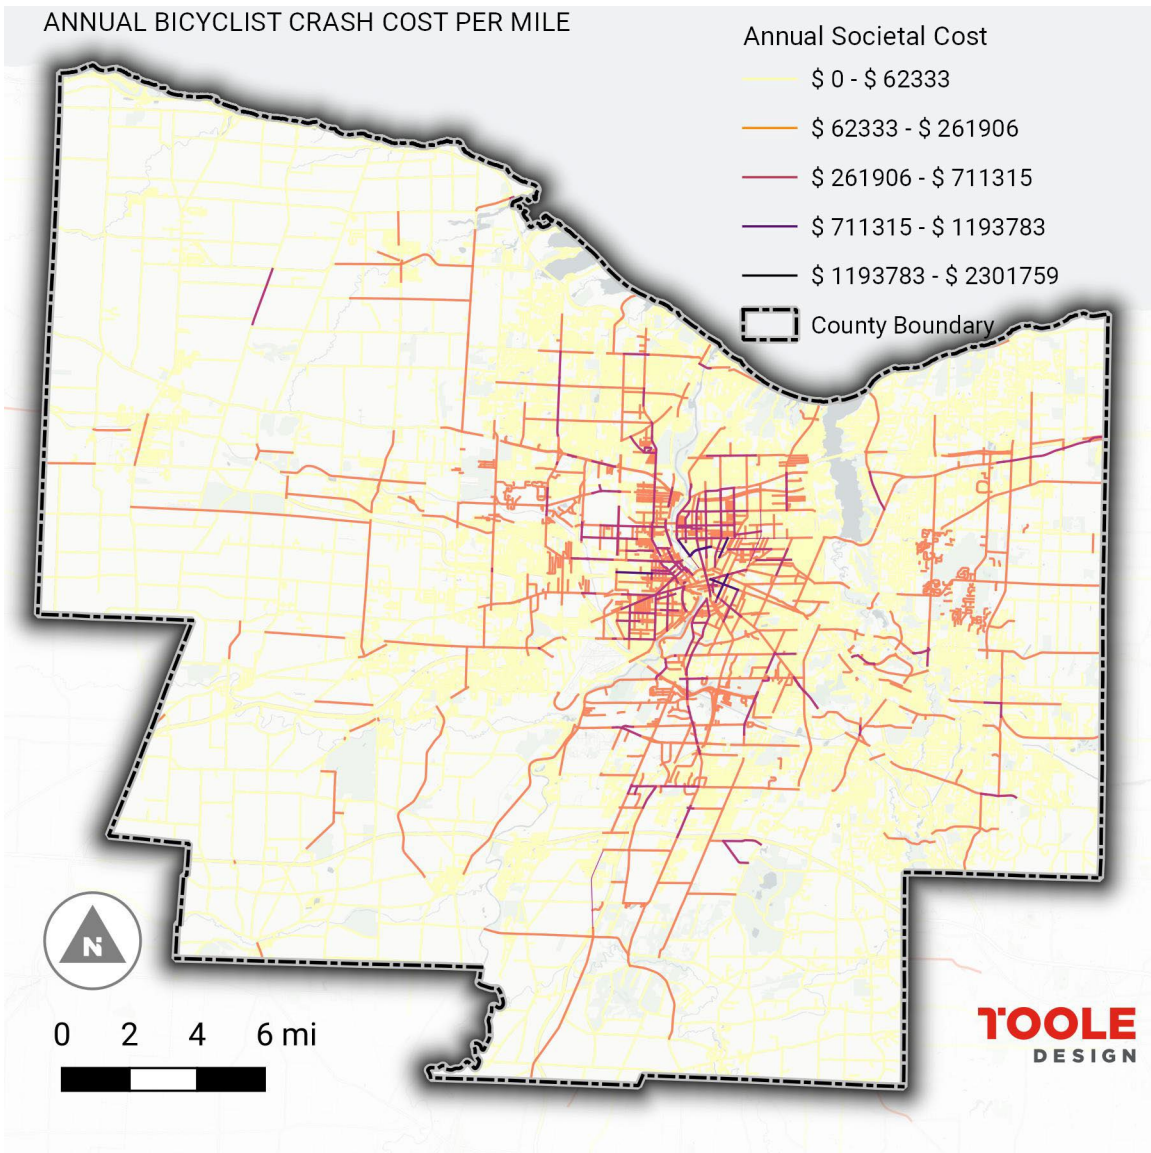 ANNUAL BICYCLIST CRASH COST PER MILE
Annual Societal Cost
$ 0 - $ 62333
$ 62333 - $ 261906
$ 261906 - $ 711315
$ 711315 - $ 1193783
$ 1193783 - $ 2301759
County Boundary
N
0 2 4 6 mi
TOOLE
DESIGN